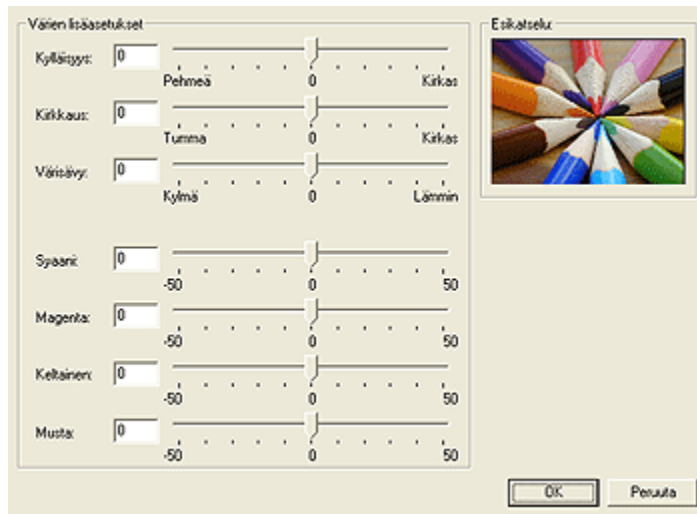 Värien lisäasetukset
Esikatselu:
Kylläisyys: 0
Pehmeä 0 Kirkas
Kirkkaus: 0
Tumma 0 Kirkas
Värisävy: 0
Kylmä 0 Lämmin
Syaani: 0
-50 0 50
Magenta: 0
-50 0 50
Keltainen: 0
-50 0 50
Musta: 0
-50 0 50
OK Peruuta